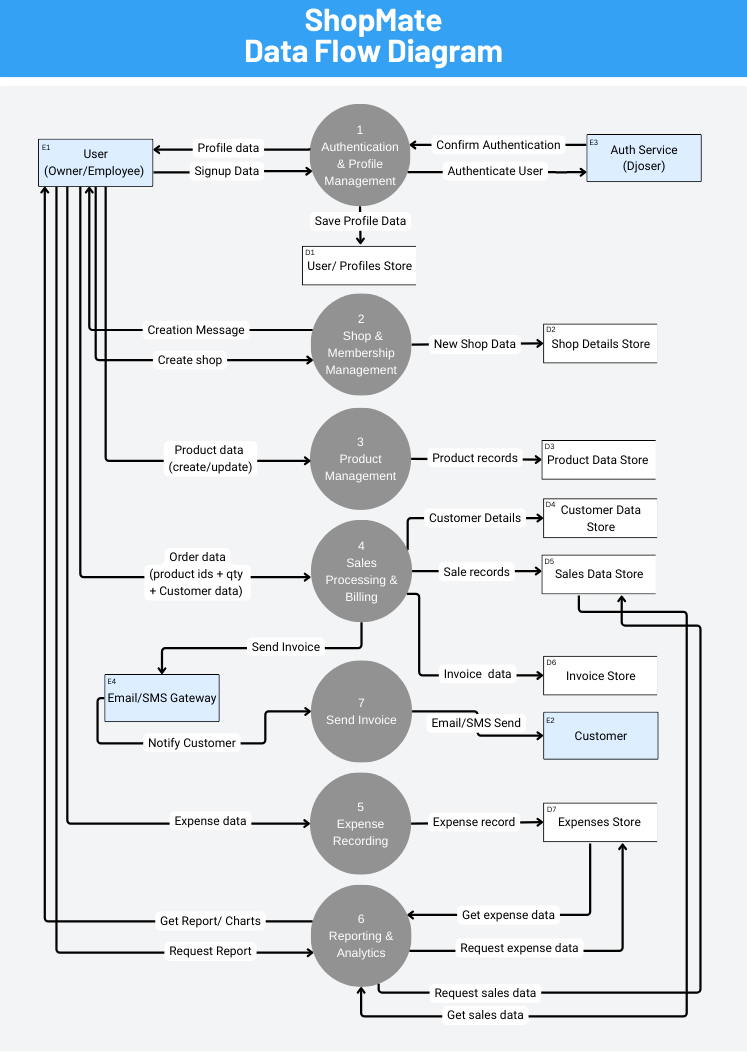 ShopMate
Data Flow Diagram
E1
User
(Owner/Employee)
Profile data
Signup Data
1
Authentication
& Profile
Management
Confirm Authentication
Authenticate User
E3
Auth Service
(Djoser)
Save Profile Data
D1
User/ Profiles Store
Creation Message
Create shop
2
Shop &
Membership
Management
New Shop Data
D2
Shop Details Store
Product data
(create/update)
3
Product
Management
Product records
D3
Product Data Store
Order data
(product ids + qty
+ Customer data)
4
Sales
Processing &
Billing
Customer Details
D4
Customer Data
Store
Sale records
D5
Sales Data Store
Send Invoice
Invoice  data
D6
Invoice Store
E4
Email/SMS Gateway
Notify Customer
7
Send Invoice
Email/SMS Send
E2
Customer
Expense data
5
Expense
Recording
Expense record
D7
Expenses Store
Get Report/ Charts
Request Report
6
Reporting &
Analytics
Get expense data
Request expense data
Request sales data
Get sales data